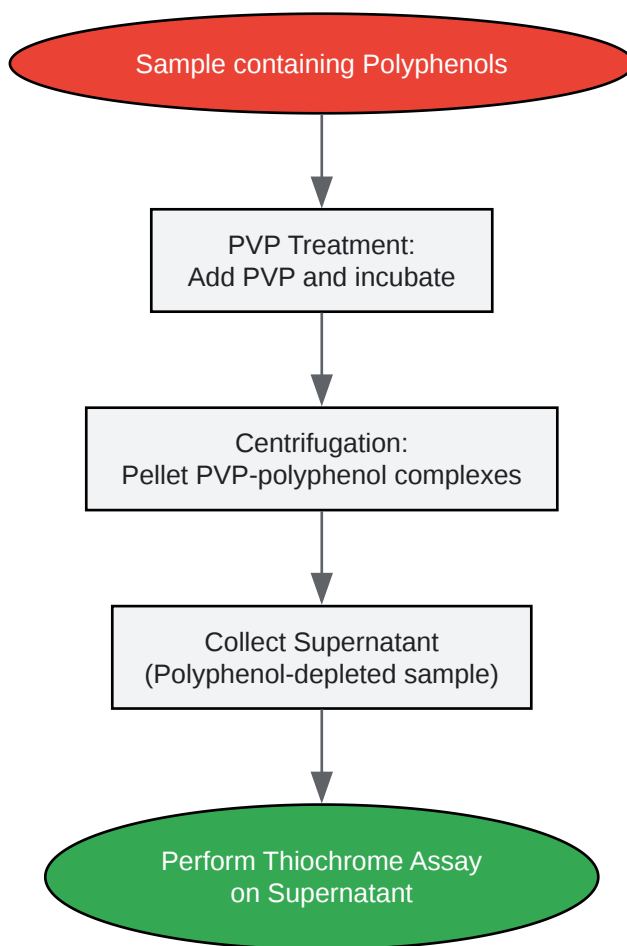 Sample containing Polyphenols
PVP Treatment:
Add PVP and incubate
Centrifugation:
Pellet PVP-polyphenol complexes
Collect Supernatant
(Polyphenol-depleted sample)
Perform Thiochrome Assay
on Supernatant